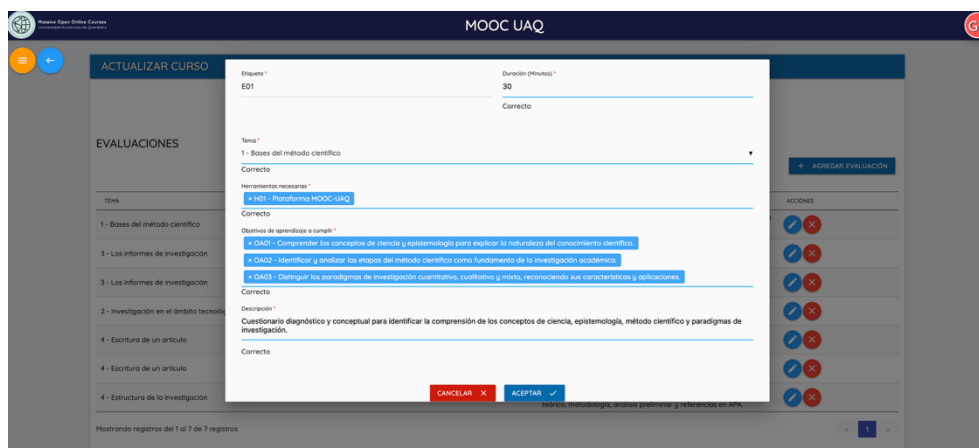 Massive Open Online Courses
Universidad Autónoma de Querétaro
MOOC UAQ
G
ACTUALIZAR CURSO
Etiqueta *
E01
Duración (Minutos) *
30
Correcto
EVALUACIONES
Tema *
1 - Bases del método científico
Correcto
+ AGREGAR EVALUACIÓN
Herramientas necesarias *
× H01 - Plataforma MOOC-UAQ
Correcto
Objetivos de aprendizaje a cumplir *
× OA01 - Comprender los conceptos de ciencia y epistemología para explicar la naturaleza del conocimiento científico.
× OA02 - Identificar y analizar las etapas del método científico como fundamento de la investigación académica.
× OA03 - Distinguir los paradigmas de investigación cuantitativo, cualitativo y mixto, reconociendo sus características y aplicaciones.
Correcto
Descripción *
Cuestionario diagnóstico y conceptual para identificar la comprensión de los conceptos de ciencia, epistemología, método científico y paradigmas de
investigación.
Correcto
CANCELAR ×
ACEPTAR ✓
TEMA
ACCIONES
1 - Bases del método científico
3 - Los informes de investigación
3 - Los informes de investigación
2 - Investigación en el ámbito tecnológ
4 - Escritura de un artículo
4 - Escritura de un artículo
4 - Estructura de la investigación
teórico, metodología, análisis preliminar y referencias en APA.
Mostrando registros del 1 al 7 de 7 registros
« 1 »